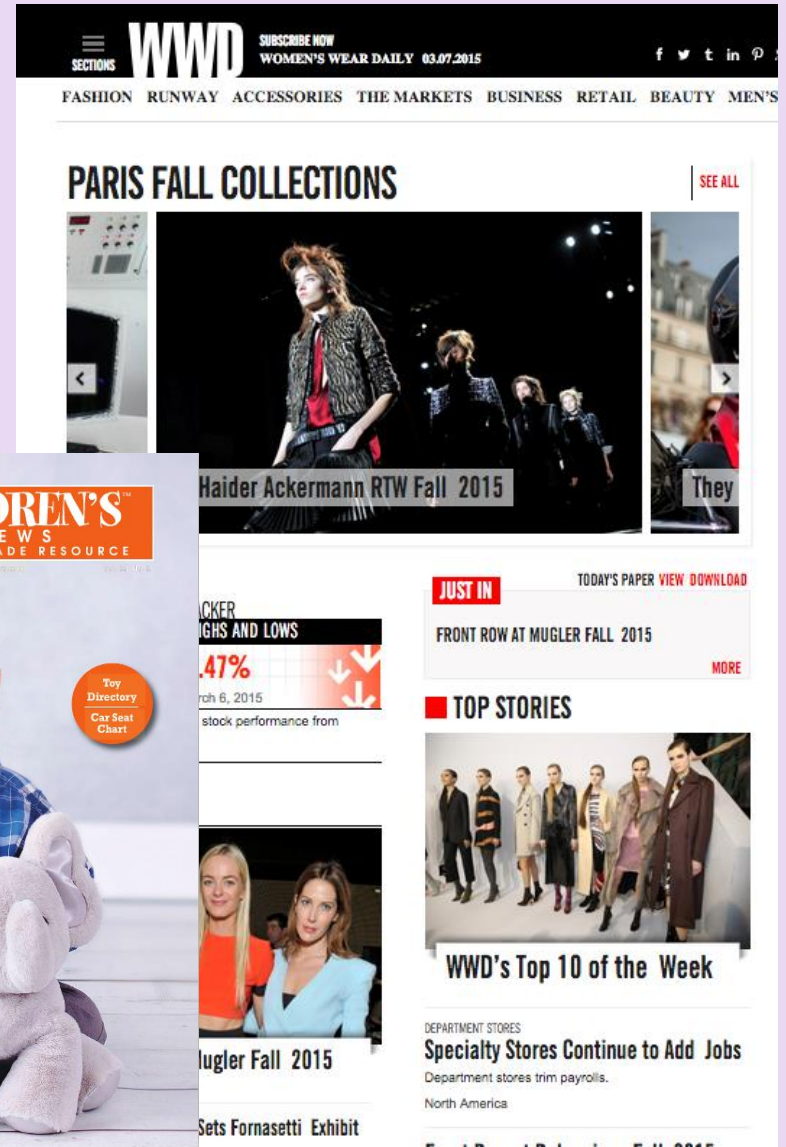 SUBSCRIBE NOW
SECTIONS WWD WOMEN'S WEAR DAILY 03.07.2015
FASHION RUNWAY ACCESSORIES THE MARKETS BUSINESS RETAIL BEAUTY MEN'S
PARIS FALL COLLECTIONS SEE ALL
Haider Ackermann RTW Fall 2015
They
REN'S™
EWS
ADE RESOURCE
Toy
Directory
Car Seat
Chart
ACKER
GHS AND LOWS
.47%
rch 6, 2015
stock performance from
ugler Fall 2015
Sets Fornasetti Exhibit
TODAY'S PAPER VIEW DOWNLOAD
JUST IN
FRONT ROW AT MUGLER FALL 2015
MORE
TOP STORIES
WWD's Top 10 of the Week
DEPARTMENT STORES
Specialty Stores Continue to Add Jobs
Department stores trim payrolls.
North America